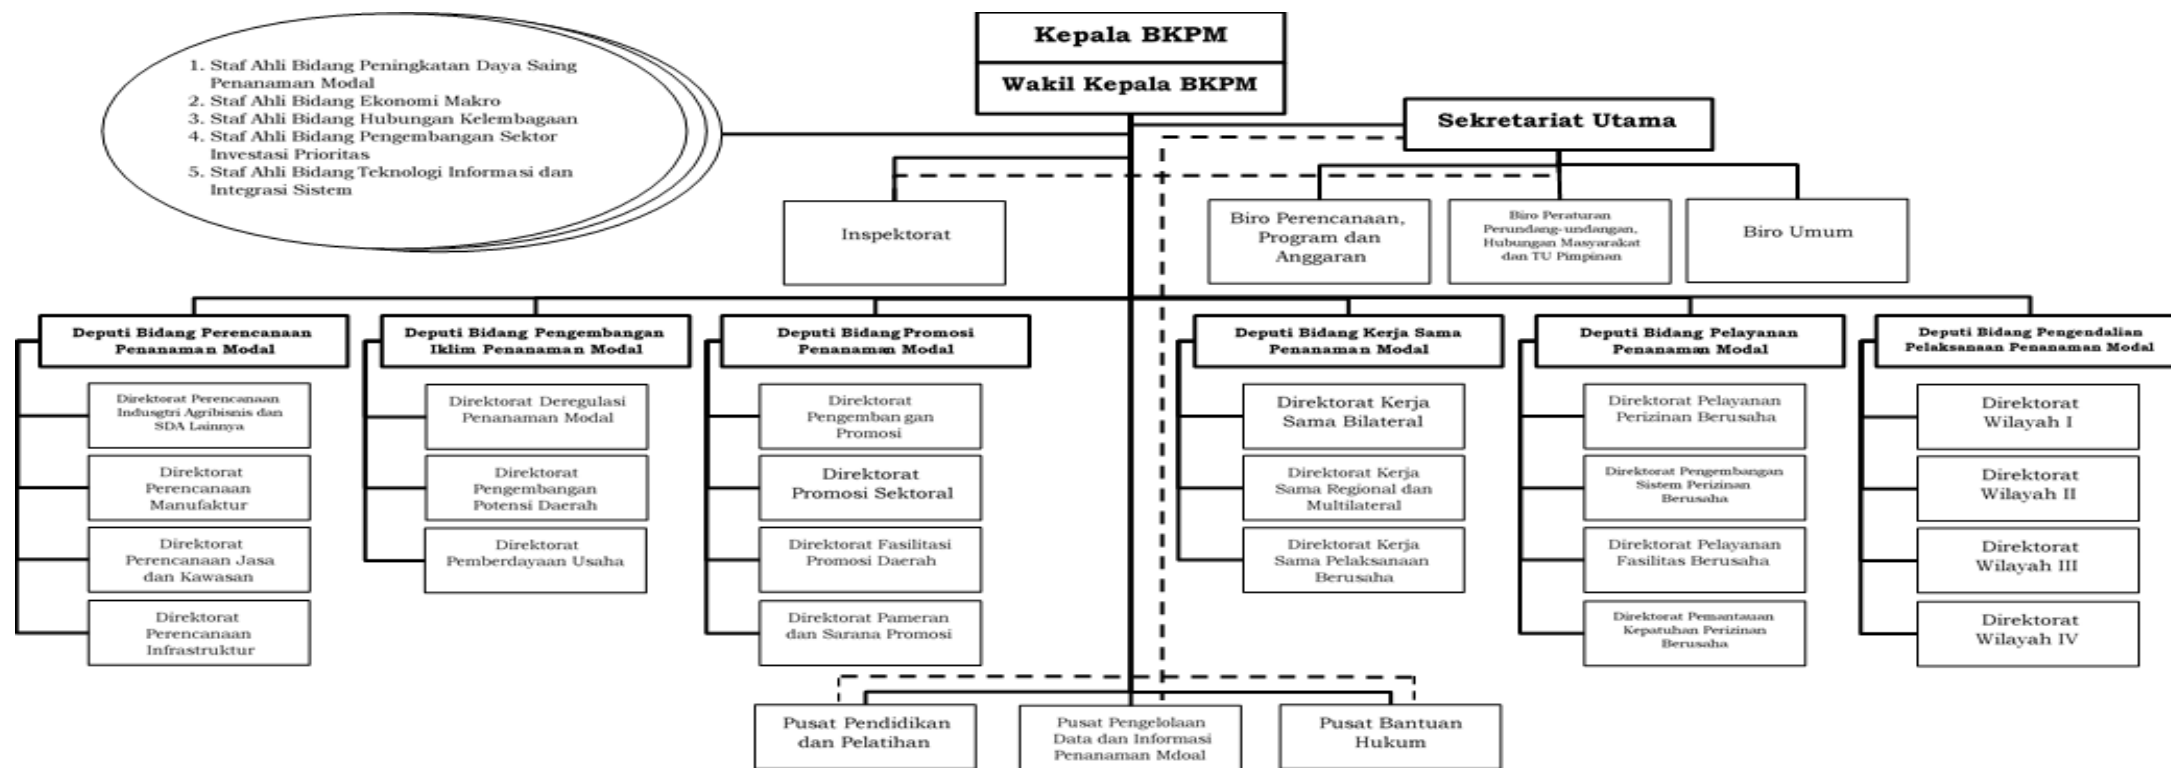 Kepala BKPM
Wakil Kepala BKPM
1. Staf Ahli Bidang Peningkatan Daya Saing
Penanaman Modal
2. Staf Ahli Bidang Ekonomi Makro
3. Staf Ahli Bidang Hubungan Kelembagaan
4. Staf Ahli Bidang Pengembangan Sektor
Investasi Prioritas
5. Staf Ahli Bidang Teknologi Informasi dan
Integrasi Sistem
Sekretariat Utama
Inspektorat
Biro Perencanaan,
Program dan
Anggaran
Biro Peraturan
Perundang-undangan,
Hubungan Masyarakat
dan TU Pimpinan
Biro Umum
Deputi Bidang Perencanaan
Penanaman Modal
Direktorat Perencanaan
Indusgtri Agribisnis dan
SDA Lainnya
Direktorat
Perencanaan
Manufaktur
Direktorat
Perencanaan Jasa
dan Kawasan
Direktorat
Perencanaan
Infrastruktur
Deputi Bidang Pengembangan
Iklim Penanaman Modal
Direktorat Deregulasi
Penanaman Modal
Direktorat
Pengembangan
Potensi Daerah
Direktorat
Pemberdayaan Usaha
Deputi Bidang Promosi
Penanaman Modal
Direktorat
Pengemban gan
Promosi
Direktorat
Promosi Sektoral
Direktorat Fasilitasi
Promosi Daerah
Direktorat Pameran
dan Sarana Promosi
Deputi Bidang Kerja Sama
Penanaman Modal
Direktorat Kerja
Sama Bilateral
Direktorat Kerja
Sama Regional dan
Multilateral
Direktorat Kerja
Sama Pelaksanaan
Berusaha
Deputi Bidang Pelayanan
Penanaman Modal
Direktorat Pelayanan
Perizinan Berusaha
Direktorat Pengembangan
Sistem Perizinan
Berusaha
Direktorat Pelayanan
Fasilitas Berusaha
Direktorat Pemantauan
Kepatuhan Perizinan
Berusaha
Deputi Bidang Pengendalian
Pelaksanaan Penanaman Modal
Direktorat
Wilayah I
Direktorat
Wilayah II
Direktorat
Wilayah III
Direktorat
Wilayah IV
Pusat Pendidikan
dan Pelatihan
Pusat Pengelolaan
Data dan Informasi
Penanaman Mdoal
Pusat Bantuan
Hukum